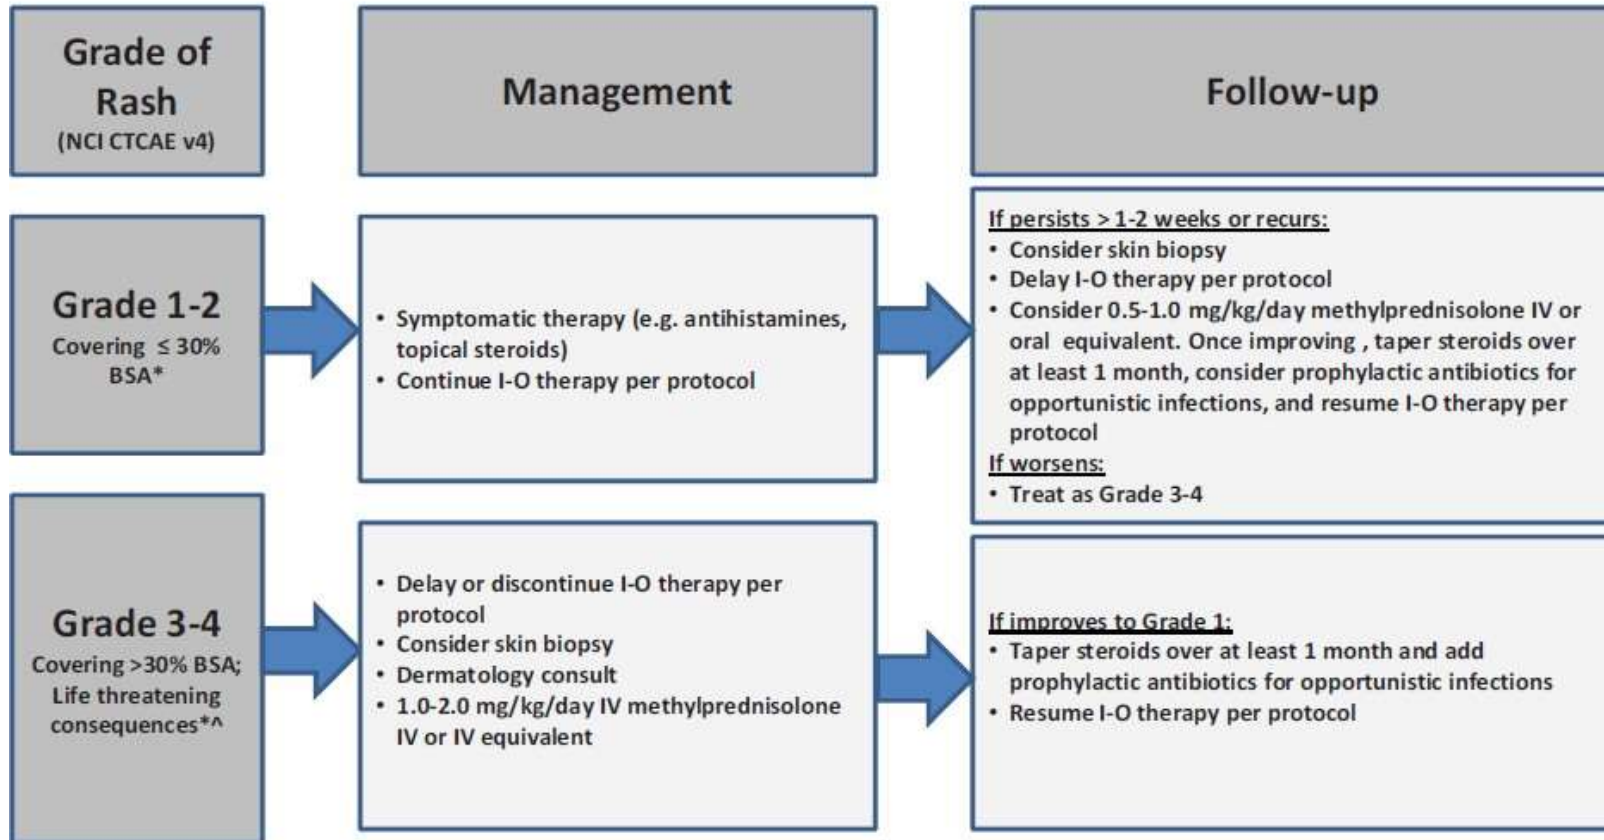 Grade of
Rash
(NCI CTCAE v4)
Management
Follow-up
Grade 1-2
Covering ≤ 30%
BSA*
• Symptomatic therapy (e.g. antihistamines,
topical steroids)
• Continue I-O therapy per protocol
If persists > 1-2 weeks or recurs:
• Consider skin biopsy
• Delay I-O therapy per protocol
• Consider 0.5-1.0 mg/kg/day methylprednisolone IV or
oral equivalent. Once improving , taper steroids over
at least 1 month, consider prophylactic antibiotics for
opportunistic infections, and resume I-O therapy per
protocol
If worsens:
• Treat as Grade 3-4
Grade 3-4
Covering >30% BSA;
Life threatening
consequences*^
• Delay or discontinue I-O therapy per
protocol
• Consider skin biopsy
• Dermatology consult
• 1.0-2.0 mg/kg/day IV methylprednisolone
IV or IV equivalent
If improves to Grade 1:
• Taper steroids over at least 1 month and add
prophylactic antibiotics for opportunistic infections
• Resume I-O therapy per protocol